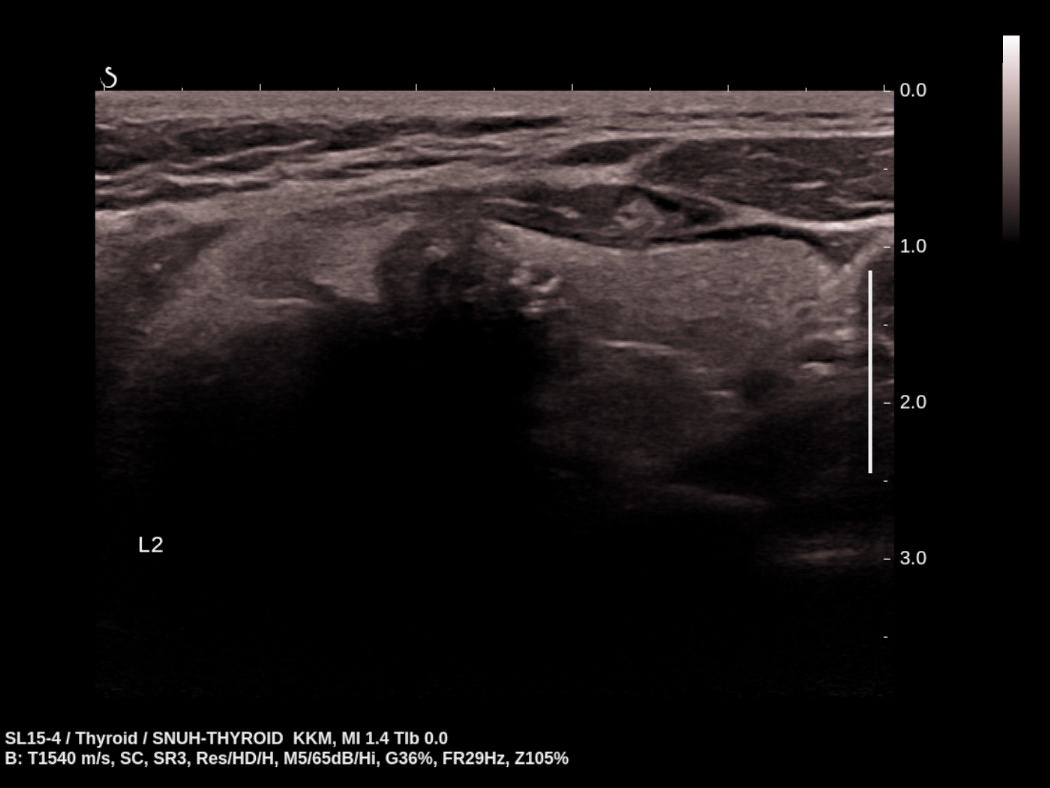 S
0.0
1.0
2.0
L2
3.0
SL15-4 / Thyroid / SNUH-THYROID KKM, MI 1.4 TIb 0.0
B: T1540 m/s, SC, SR3, Res/HD/H, M5/65dB/Hi, G36%, FR29Hz, Z105%